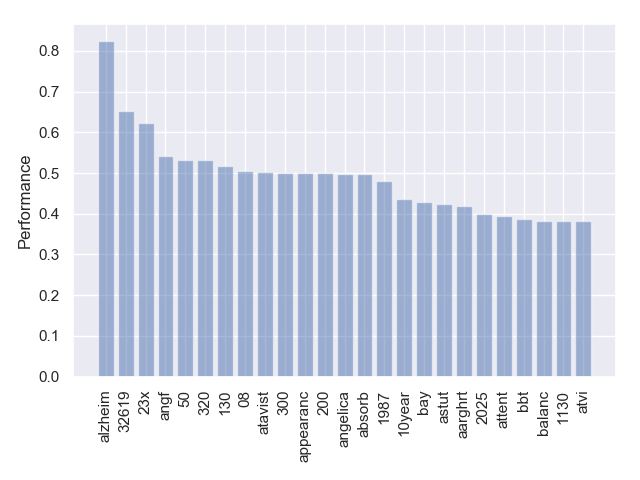 0.8
0.7
0.6
0.5
0.4
0.3
0.2
0.1
0.0
Performance
alzheim
32619
23x
angf
50
320
130
08
atavist
300
appearanc
200
angelica
absorb
1987
10year
bay
astut
aarghrt
2025
attent
bbt
balanc
1130
atvi